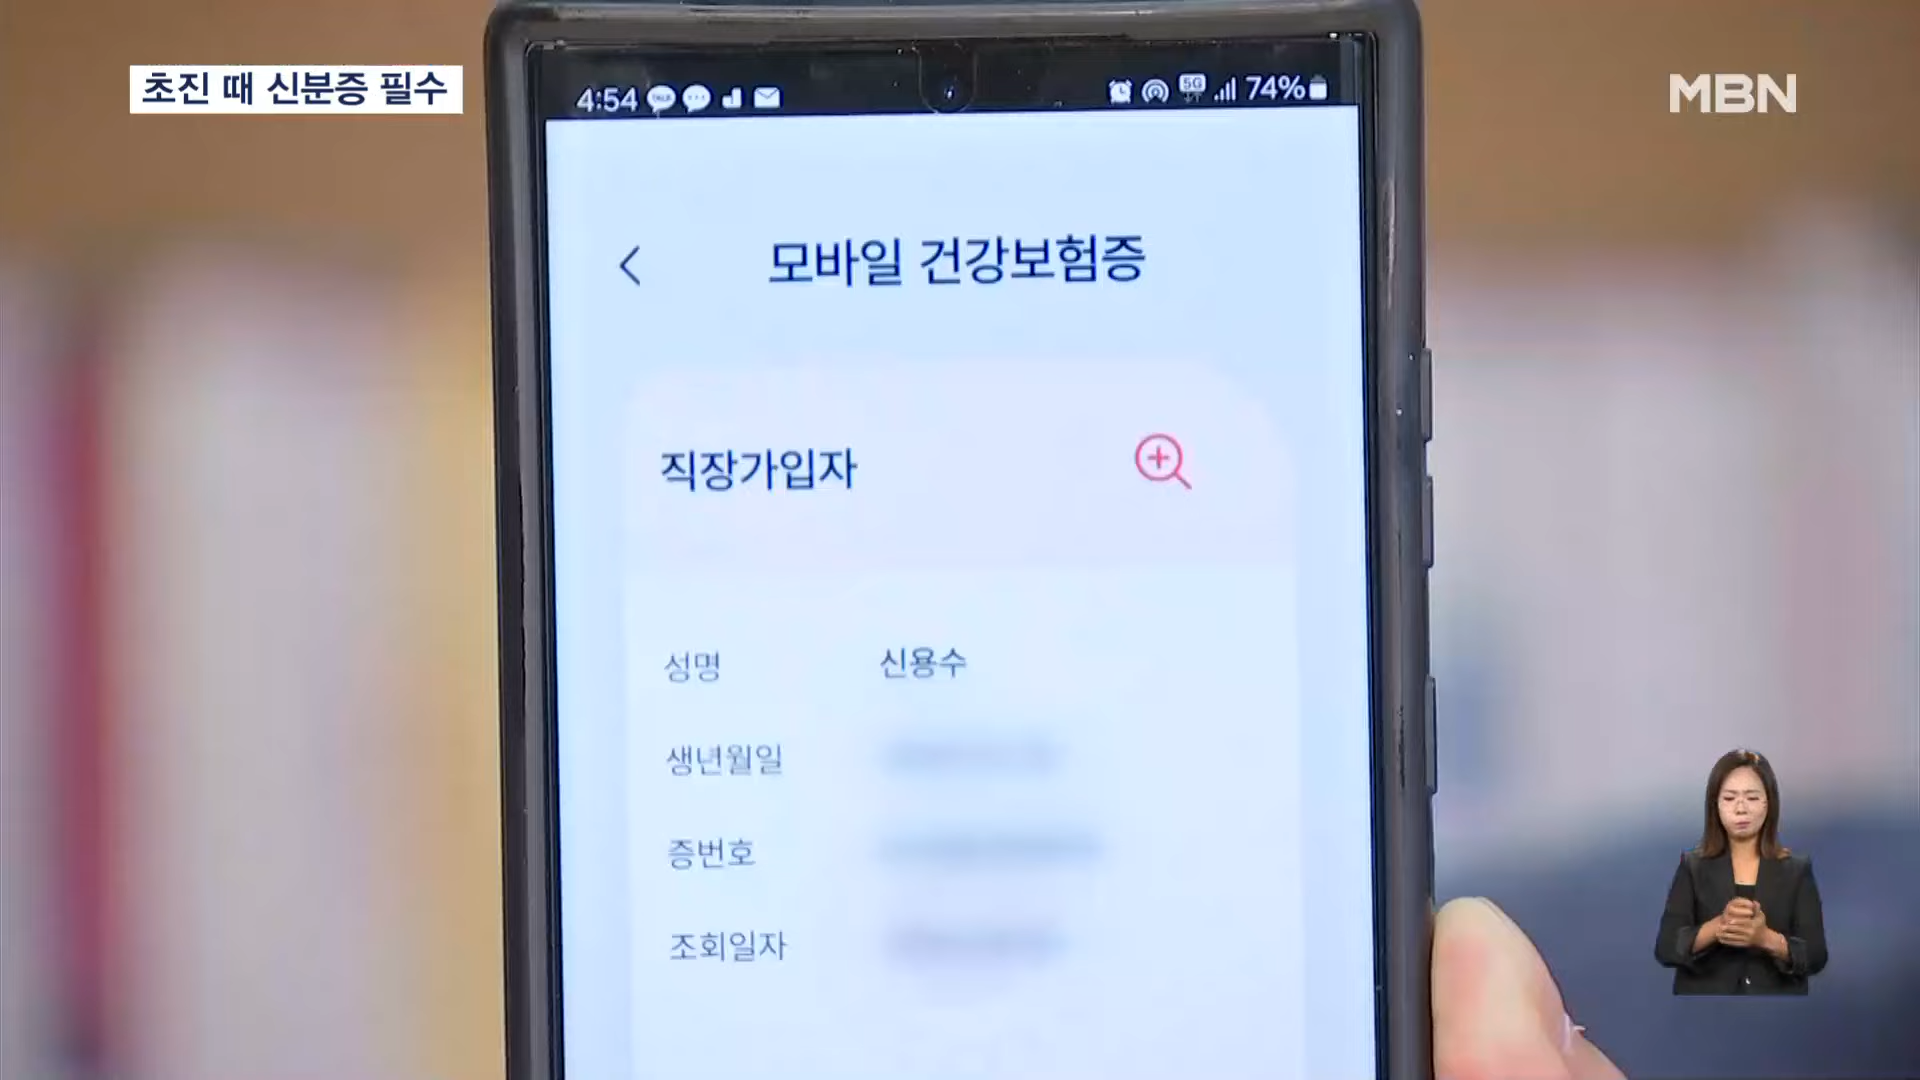 초진 때 신분증 필수
MBN
4:54 TALK 5G 74%
모바일 건강보험증
직장가입자
성명 신용수
생년월일
증번호
조회일자